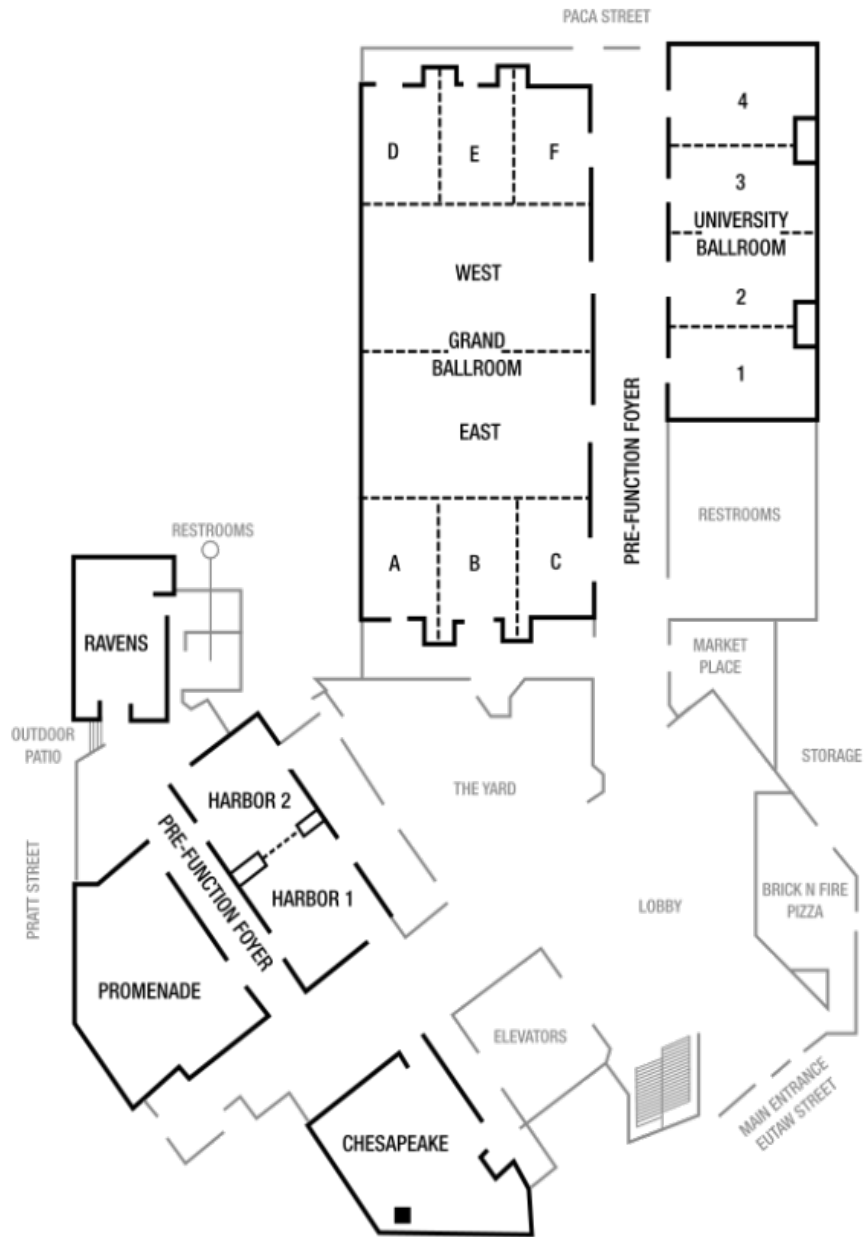 PACA STREET
4
D
E
F
3
UNIVERSITY
BALLROOM
WEST
2
GRAND
BALLROOM
1
EAST
PRE-FUNCTION FOYER
RESTROOMS
RESTROOMS
A
B
C
RAVENS
MARKET
PLACE
OUTDOOR
PATIO
STORAGE
THE YARD
HARBOR 2
PRE-FUNCTION FOYER
HARBOR 1
PRATT STREET
BRICK N FIRE
PIZZA
LOBBY
PROMENADE
ELEVATORS
MAIN ENTRANCE
EUTAW STREET
CHESAPEAKE